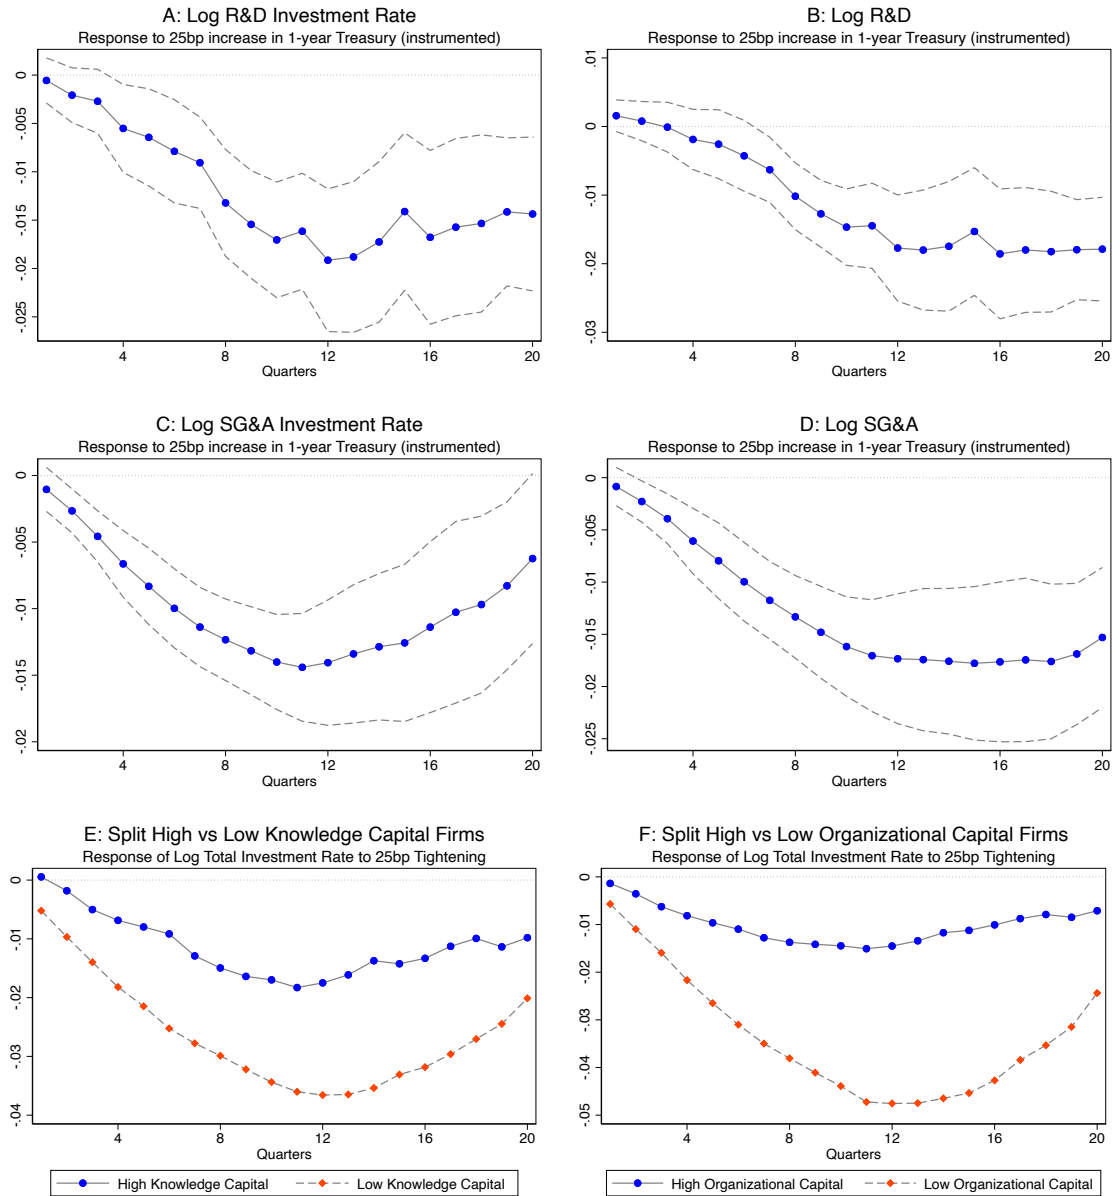 A: Log R&D Investment Rate
Response to 25bp increase in 1-year Treasury (instrumented)
0
-.005
-.01
-.015
-.02
-.025
4 8 12 16 20
Quarters
B: Log R&D
Response to 25bp increase in 1-year Treasury (instrumented)
.01
0
-.01
-.02
-.03
4 8 12 16 20
Quarters
C: Log SG&A Investment Rate
Response to 25bp increase in 1-year Treasury (instrumented)
0
-.005
-.01
-.015
-.02
4 8 12 16 20
Quarters
D: Log SG&A
Response to 25bp increase in 1-year Treasury (instrumented)
0
-.005
-.01
-.015
-.02
-.025
4 8 12 16 20
Quarters
E: Split High vs Low Knowledge Capital Firms
Response of Log Total Investment Rate to 25bp Tightening
0
-.01
-.02
-.03
-.04
4 8 12 16 20
Quarters
High Knowledge Capital Low Knowledge Capital
F: Split High vs Low Organizational Capital Firms
Response of Log Total Investment Rate to 25bp Tightening
0
-.01
-.02
-.03
-.04
-.05
4 8 12 16 20
Quarters
High Organizational Capital Low Organizational Capital